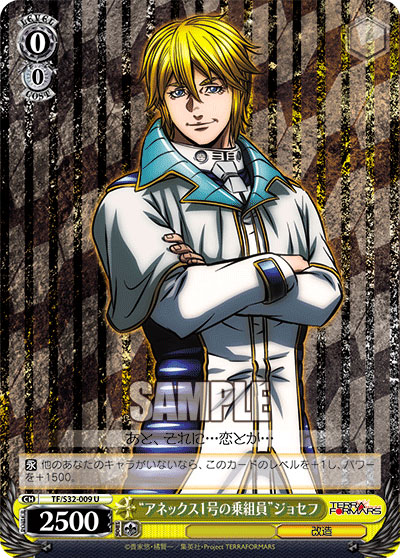 LEVEL
0
0
COST
SAMPLE
あと、それに…恋とか…
永 他のあなたのキャラがいないなら、このカードのレベルを+1し、パワー
を+1500。
CH TF/S32-009 U
"アネックス1号の乗組員"ジョセフ
TERRAFORMARS
2500
改造
©貴家悠・橘賢一／集英社・Project TERRAFORMARS